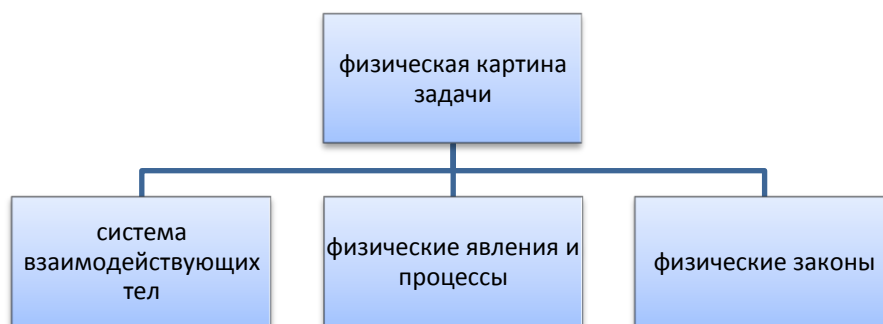 физическая картина
задачи
система
взаимодействующих
тел
физические явления и
процессы
физические законы